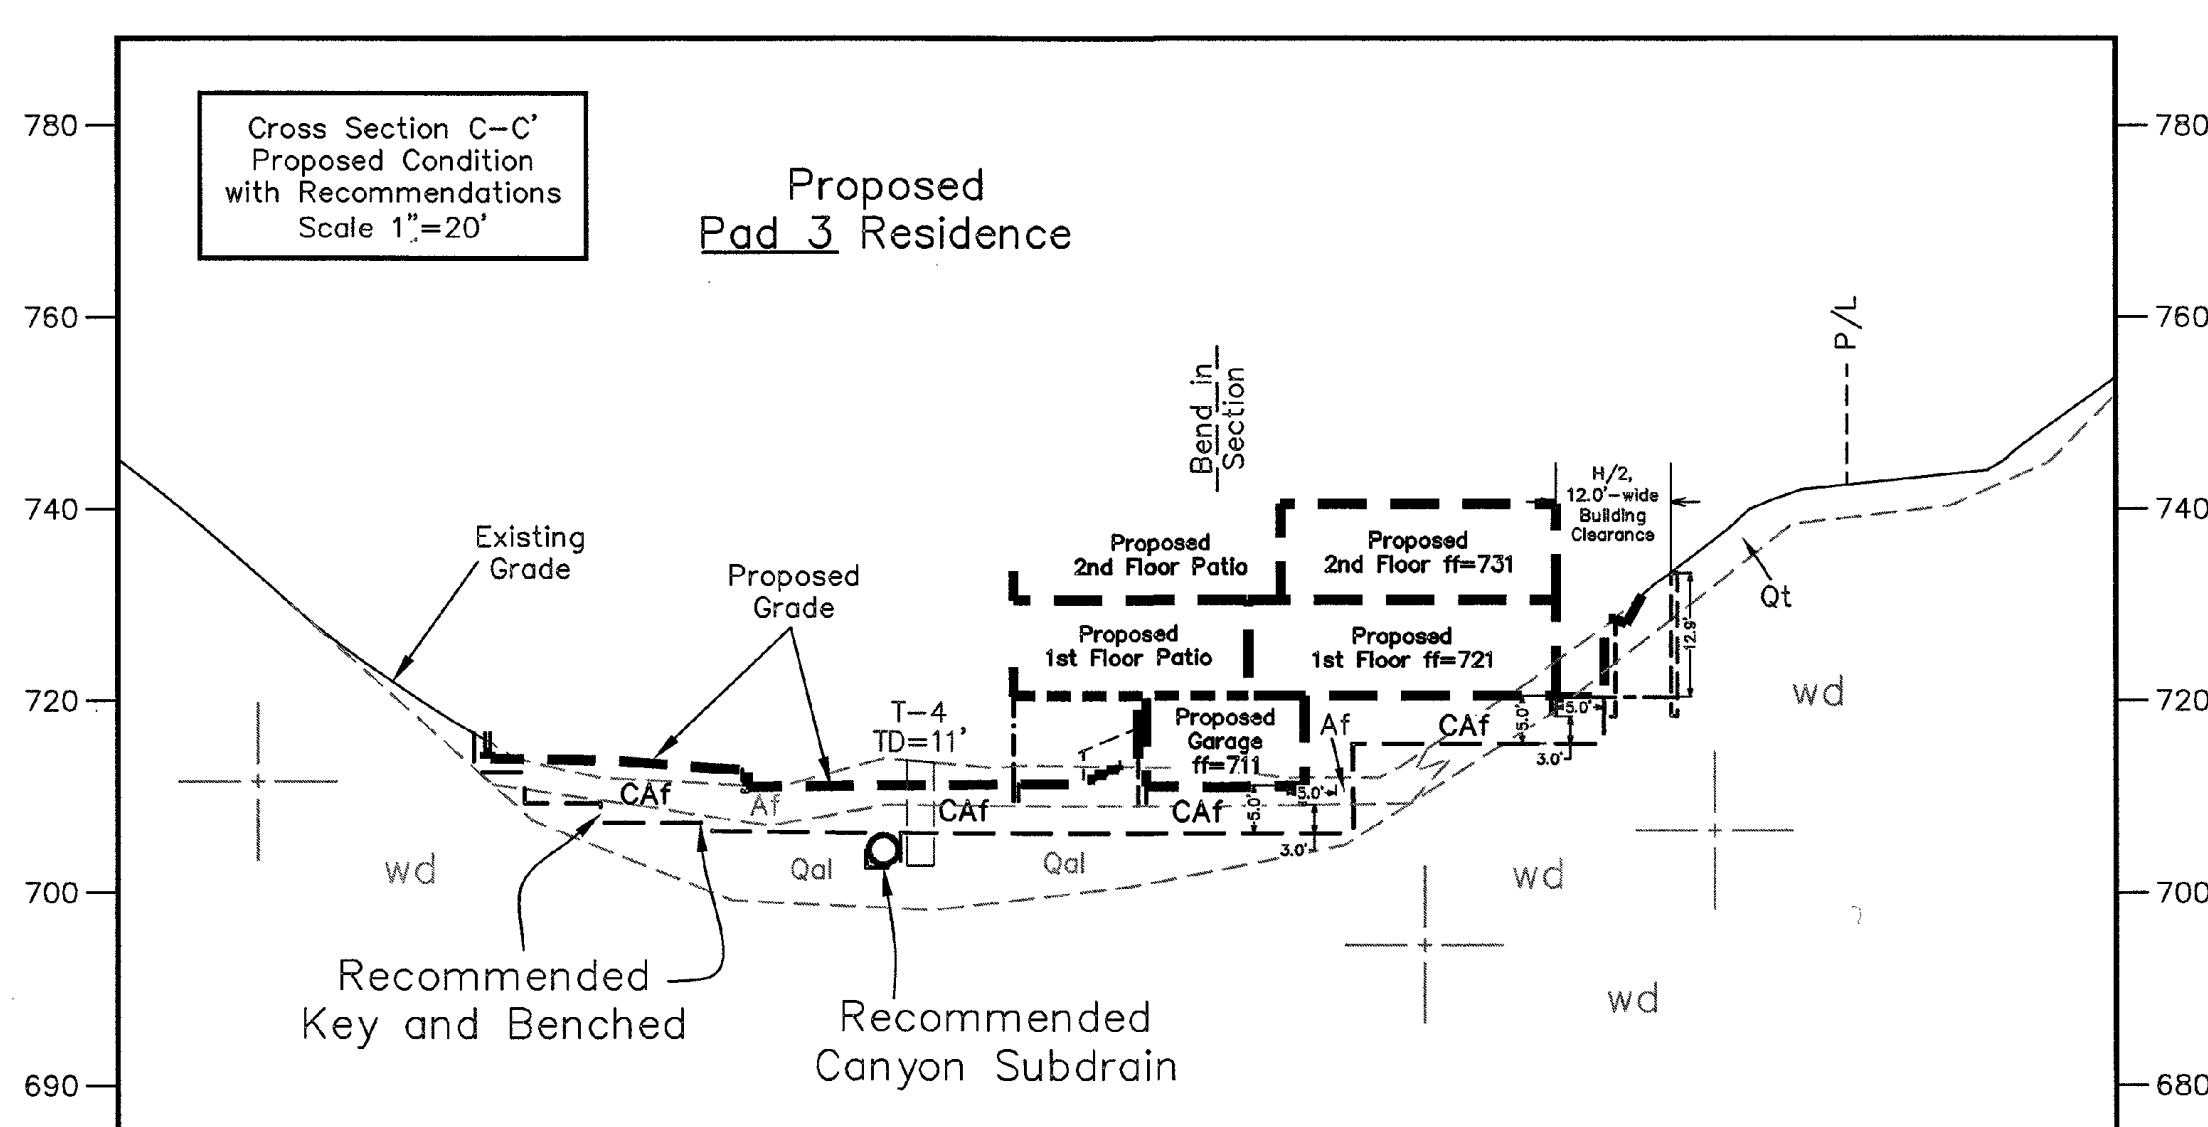 Cross Section C-C'
Proposed Condition
with Recommendations
Scale 1"=20'
Proposed
Pad 3 Residence
780
760
740
720
700
690
780
760
740
720
700
680
P/L
Bend in
Section
H/2,
12.0'-wide
Building
Clearance
Existing
Grade
Proposed
Grade
Proposed
2nd Floor Patio
Proposed
2nd Floor ff=731
Proposed
1st Floor Patio
Proposed
1st Floor ff=721
Qt
12.9'
wd
T-4
TD=11'
Proposed
Garage
ff=711
Af
CAf
5.0'
5.0'
3.0'
CAf
Af
CAf
CAf
5.0'
5.0'
3.0'
wd
Qal
Qal
wd
wd
Recommended
Key and Benched
Recommended
Canyon Subdrain